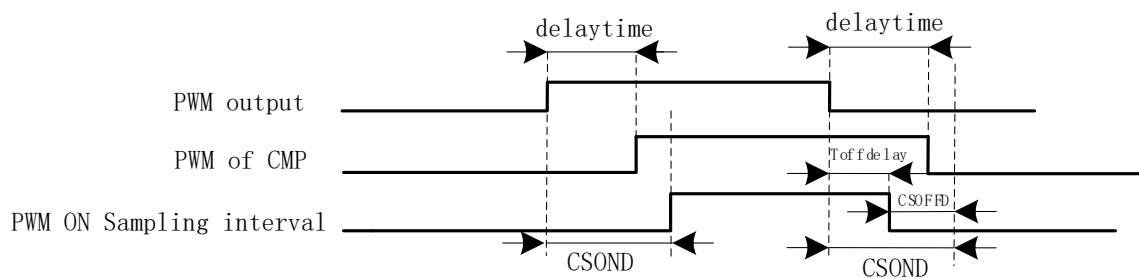 delaytime
delaytime
PWM output
PWM of CMP
Toffdelay
PWM ON Sampling interval
CSOFFD
CSOND
CSOND